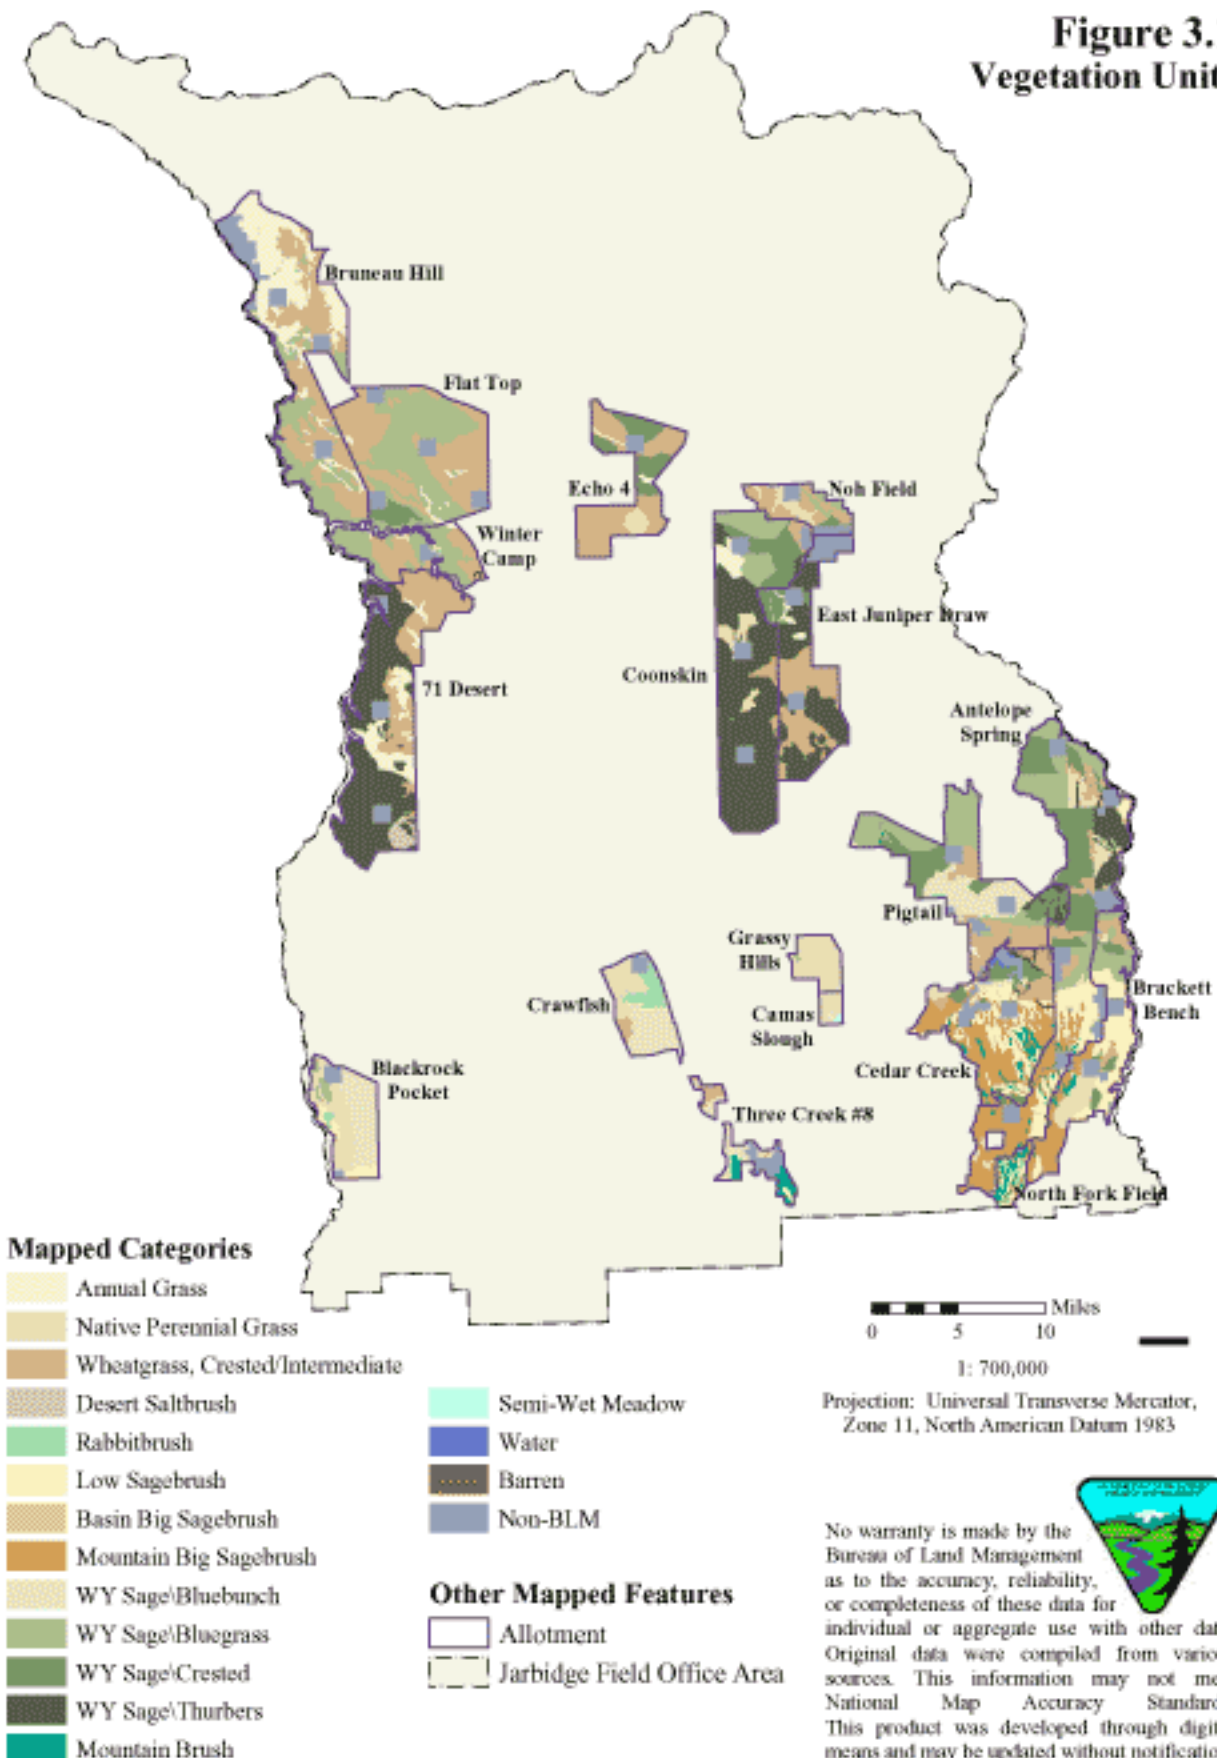 Figure 3.
Vegetation Unit
Bruneau Hill
Flat Top
Echo 4
Noh Field
Winter
Camp
East Juniper Draw
Coonskin
71 Desert
Antelope
Spring
Pigtail
Grassy
Hills
Crawfish
Camas
Slough
Brackett
Bench
Blackrock
Pocket
Cedar Creek
Three Creek #8
North Fork Field
Mapped Categories
Annual Grass
Native Perennial Grass
Wheatgrass, Crested/Intermediate
Desert Saltbrush
Rabbitbrush
Low Sagebrush
Basin Big Sagebrush
Mountain Big Sagebrush
WY Sage\Bluebunch
WY Sage\Bluegrass
WY Sage\Crested
WY Sage\Thurbers
Mountain Brush
Semi-Wet Meadow
Water
Barren
Non-BLM
Other Mapped Features
Allotment
Jarbidge Field Office Area
Miles
0 5 10
1: 700,000
Projection: Universal Transverse Mercator,
Zone 11, North American Datum 1983
No warranty is made by the
Bureau of Land Management
as to the accuracy, reliability,
or completeness of these data for
individual or aggregate use with other dat
Original data were compiled from vario
sources. This information may not me
National Map Accuracy Standar
This product was developed through digit
means and may be updated without notificatio